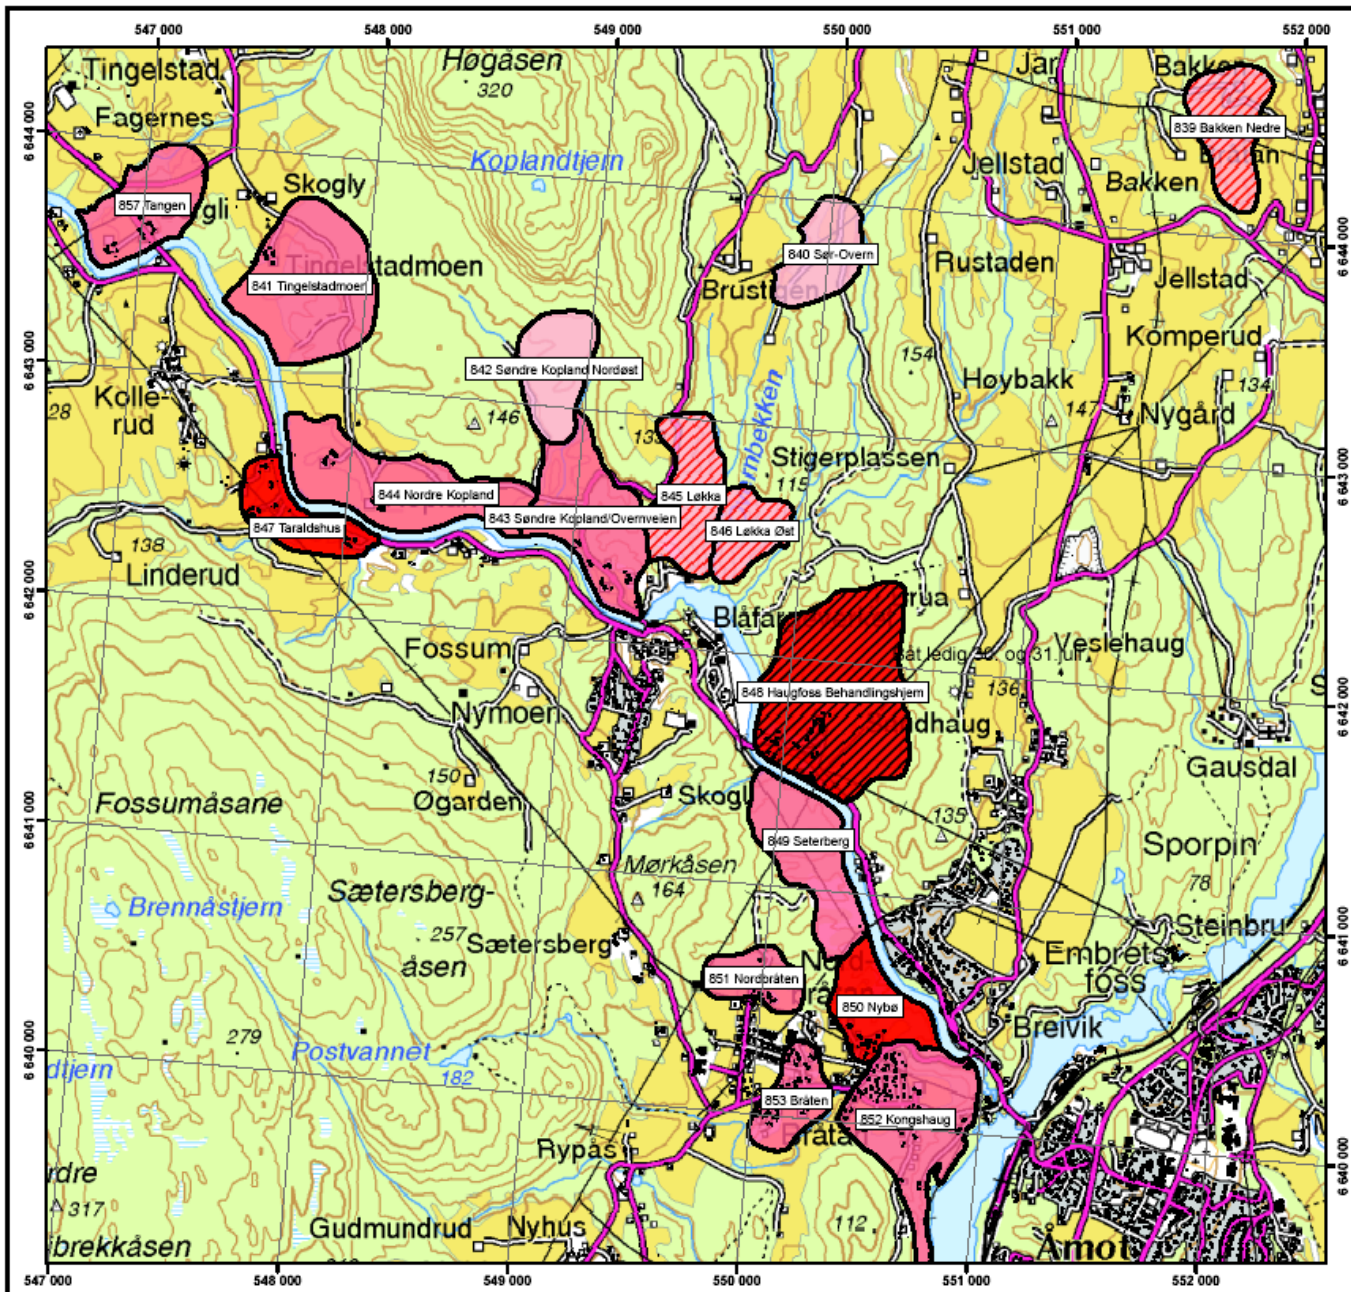 547 000
548 000
549 000
550 000
551 000
552 000
Tingelstad
Høgåsen
320
Jar
Fagernes
6 644 000
839 Bakken Nedre
Koplandtjern
Jellstad
Bakken
Skogly
857 Tangen
840 Sør-Overn
Rustaden
6 644 000
Tingelstadmoen
841 Tingelstadmoen
Jellstad
Komperud
6 643 000
842 Søndre Kopland Nordøst
154
Høybakk
134
Kolle-
rud
28
146
147
Nygård
Stigerplassen
115
6 643 000
844 Nordre Kopland
845 Løkka
843 Søndre Kopland/Overnveien
846 Løkka Øst
847 Taraldshus
138
Linderud
6 642 000
Fossum
Veslehaug
båt ledig 30. og 31.juli
848 Haugfoss Behandlingshjem
136
6 642 000
Nymoen
Gausdal
150
Øgarden
Fossumåsane
6 641 000
849 Seterberg
135
Sporpin
78
Mørkåsen
164
Sætersberg-
åsen
257
Brennåstjern
Sætersberg
Steinbru
6 641 000
Embrets-
foss
851 Nordbråten
850 Nybø
Breivik
279
Postvannet
182
6 640 000
853 Bråten
852 Kongshaug
Rypås
6 640 000
317
Gudmundrud
Nyhus
112
Åmot
547 000
548 000
549 000
550 000
551 000
552 000